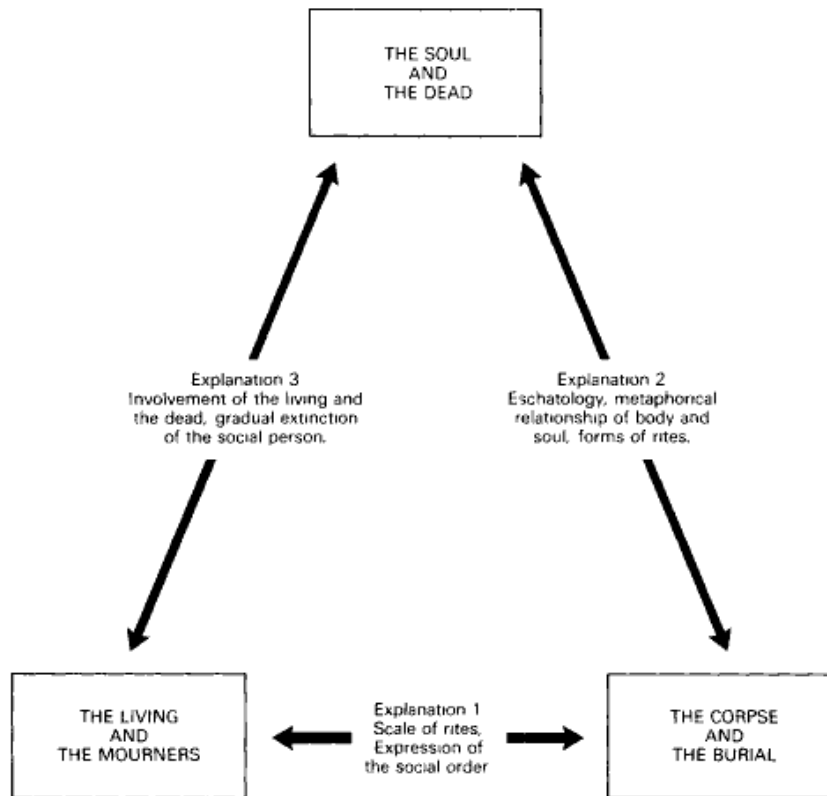 THE SOUL
AND
THE DEAD
Explanation 3
Involvement of the living and
the dead, gradual extinction
of the social person.
Explanation 2
Eschatology, metaphorical
relationship of body and
soul, forms of rites.
THE LIVING
AND
THE MOURNERS
Explanation 1
Scale of rites,
Expression of
the social order
THE CORPSE
AND
THE BURIAL